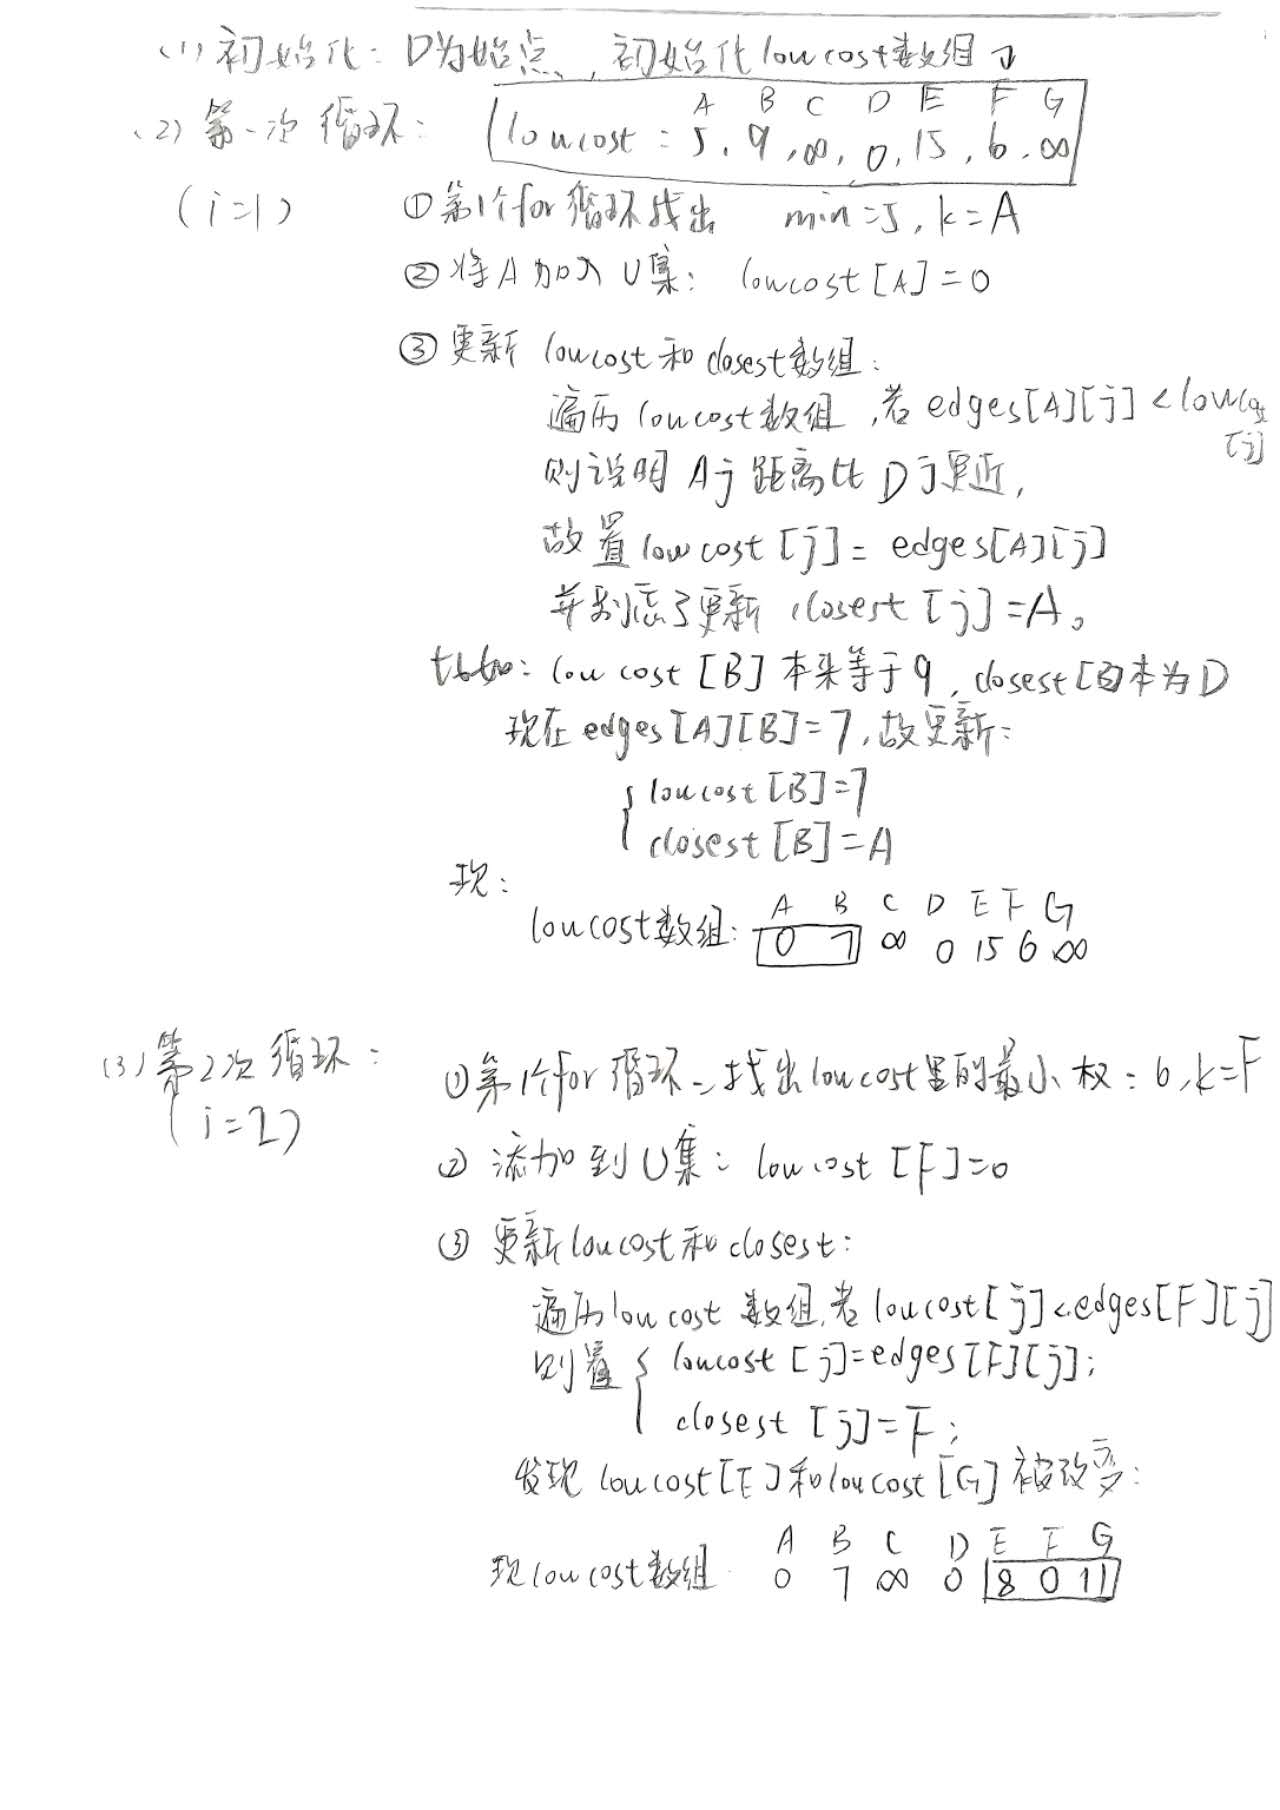 (1) 初始化: D为始点, 初始化lowcost数组
(2) 第一次循环:
A B C D E F G
lowcost: 5, 9, ∞, 0, 15, 6, ∞
(i=1)
①第1个for循环找出 min=5, k=A
②将A加入U集: lowcost[A]=0
③更新 lowcost和closest数组:
遍历lowcost数组,若edges[A][j]<lowcost[j]
则说明 Aj距离比 Dj更近,
故置lowcost[j]= edges[A][j]
并别忘了更新 closest[j]=A。
比如: lowcost[B]本来等于9, closest[B]本为D
现在edges[A][B]=7,故更新:
lowcost[B]=7
closest[B]=A
现:
A B C D E F G
lowcost数组: 0 7 ∞ 0 15 6 ∞
(3)第2次循环:
(i=2)
①第1个for循环 找出lowcost里的最小权: 6, k=F
② 添加到U集: lowcost[F]=0
③ 更新lowcost和closest:
遍历lowcost数组,若lowcost[j]<edges[F][j]
则置 lowcost[j]=edges[F][j];
closest[j]=F;
发现lowcost[E]和lowcost[G]被改变:
A B C D E F G
现lowcost数组 0 7 ∞ 0 8 0 11